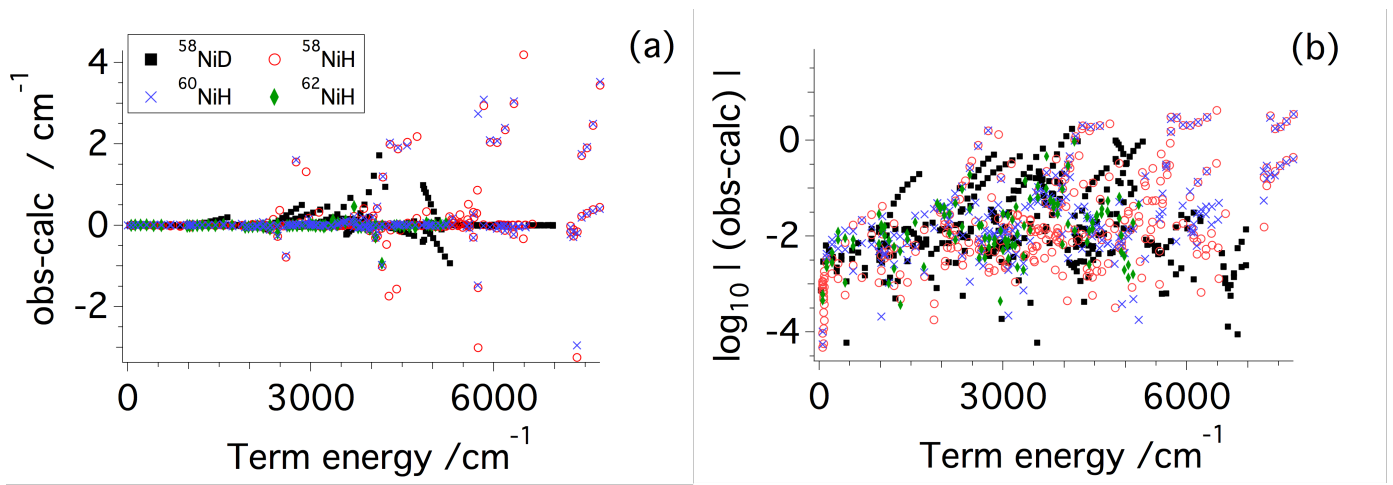 (a)
58NiD 58NiH
60NiH 62NiH
4
2
0
-2
obs-calc / cm-1
0 3000 6000
Term energy /cm-1
(b)
0
-2
-4
log10 | (obs-calc) |
0 3000 6000
Term energy /cm-1